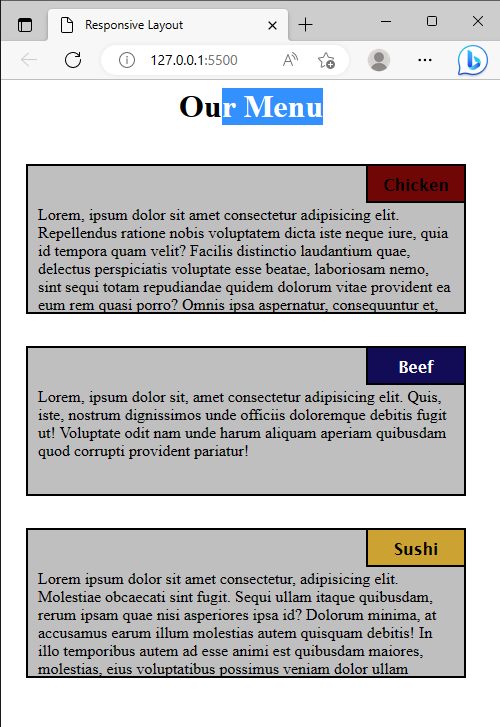 Responsive Layout
127.0.0.1:5500
Our Menu
Chicken
Lorem, ipsum dolor sit amet consectetur adipisicing elit.
Repellendus ratione nobis voluptatem dicta iste neque iure, quia
id tempora quam velit? Facilis distinctio laudantium quae,
delectus perspiciatis voluptate esse beatae, laboriosam nemo,
sint sequi totam repudiandae quidem dolorum vitae provident ea
eum rem quasi porro? Omnis ipsa aspernatur, consequuntur et,
Beef
Lorem, ipsum dolor sit, amet consectetur adipisicing elit. Quis,
iste, nostrum dignissimos unde officiis doloremque debitis fugit
ut! Voluptate odit nam unde harum aliquam aperiam quibusdam
quod corrupti provident pariatur!
Sushi
Lorem ipsum dolor sit amet consectetur, adipisicing elit.
Molestiae obcaecati sint fugit. Sequi ullam itaque quibusdam,
rerum ipsam quae nisi asperiores ipsa id? Dolorum minima, at
accusamus earum illum molestias autem quisquam debitis! In
illo temporibus autem ad esse animi est quibusdam maiores,
molestias, eius voluptatibus possimus veniam dolor ullam